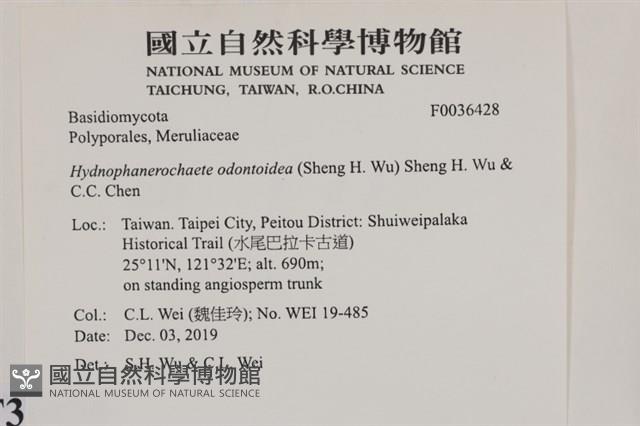 國立自然科學博物館
NATIONAL MUSEUM OF NATURAL SCIENCE
TAICHUNG, TAIWAN, R.O.CHINA
Basidiomycota F0036428
Polyporales, Meruliaceae
Hydnophanerochaete odontoidea (Sheng H. Wu) Sheng H. Wu &
C.C. Chen
Loc.: Taiwan. Taipei City, Peitou District: Shuiweipalaka
Historical Trail (水尾巴拉卡古道)
25°11'N, 121°32'E; alt. 690m;
on standing angiosperm trunk
Col.: C.L. Wei (魏佳玲); No. WEI 19-485
Date: Dec. 03, 2019
Det.: S.H. Wu & C.L. Wei
國立自然科學博物館
NATIONAL MUSEUM OF NATURAL SCIENCE